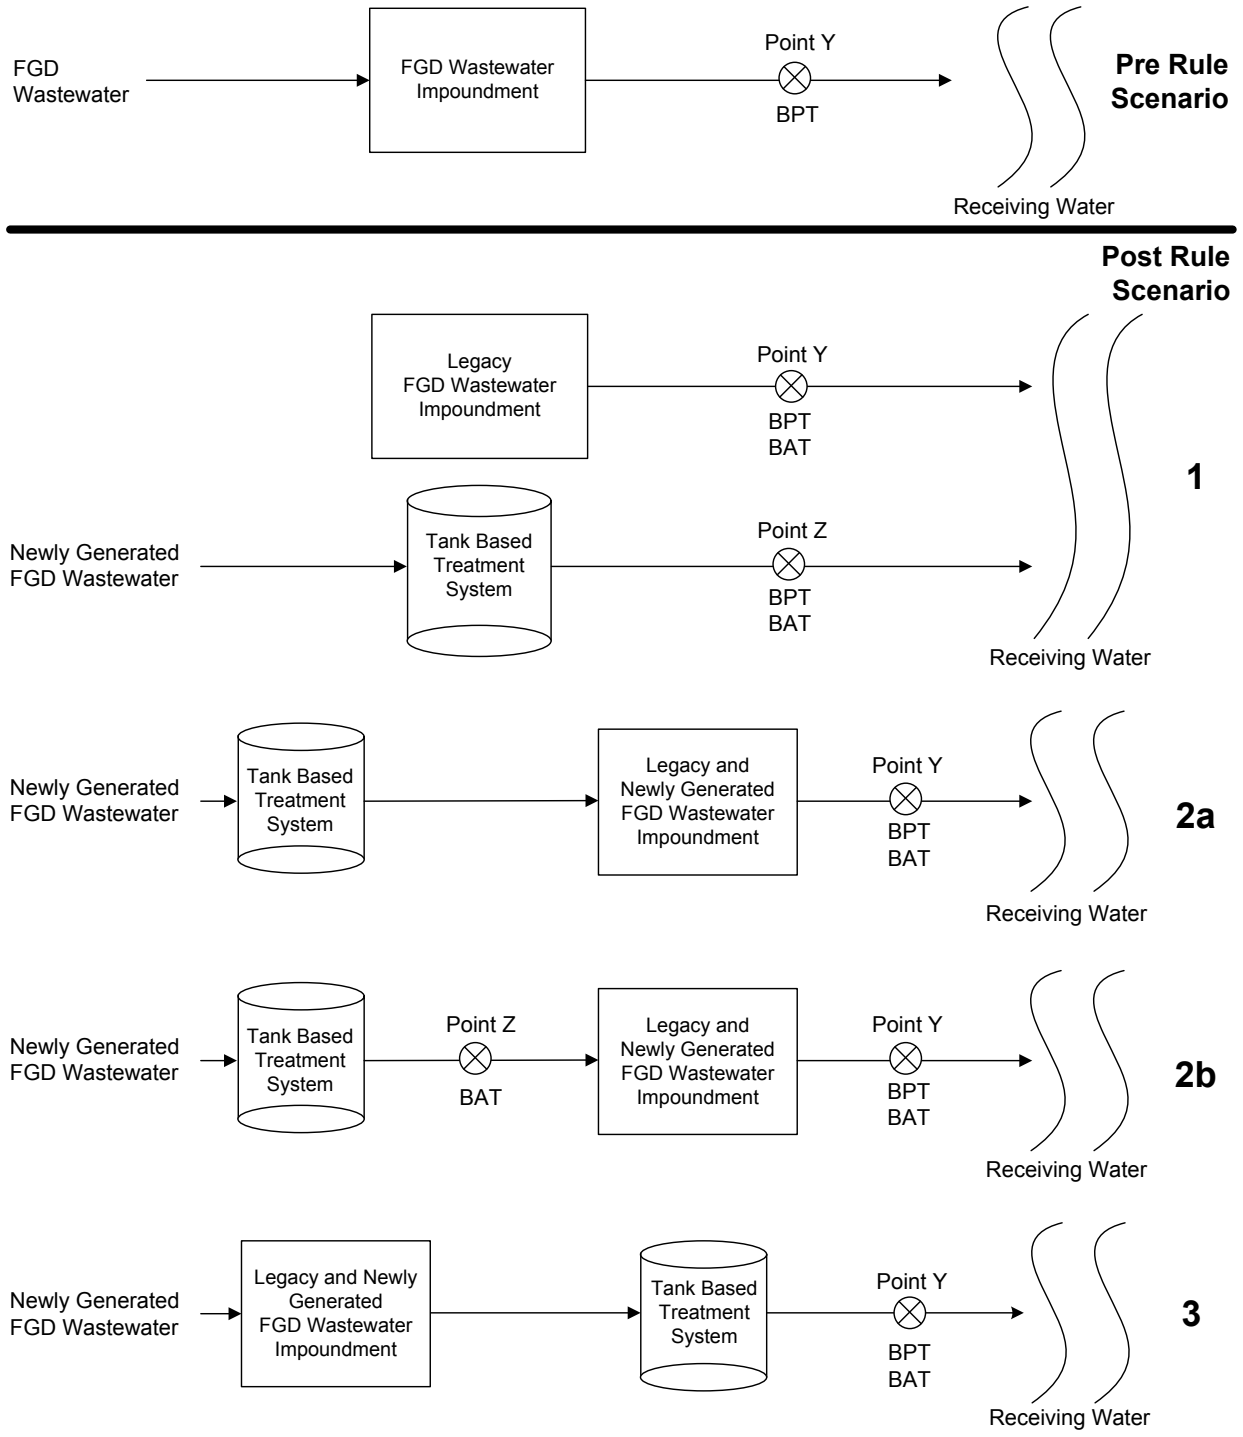 FGD
Wastewater
FGD Wastewater
Impoundment
Point Y
BPT
Pre Rule
Scenario
Receiving Water
Post Rule
Scenario
Legacy
FGD Wastewater
Impoundment
Point Y
BPT
BAT
1
Newly Generated
FGD Wastewater
Tank Based
Treatment
System
Point Z
BPT
BAT
Receiving Water
Newly Generated
FGD Wastewater
Tank Based
Treatment
System
Legacy and
Newly Generated
FGD Wastewater
Impoundment
Point Y
BPT
BAT
2a
Receiving Water
Newly Generated
FGD Wastewater
Tank Based
Treatment
System
Point Z
BAT
Legacy and
Newly Generated
FGD Wastewater
Impoundment
Point Y
BPT
BAT
2b
Receiving Water
Newly Generated
FGD Wastewater
Legacy and Newly
Generated
FGD Wastewater
Impoundment
Tank Based
Treatment
System
Point Y
BPT
BAT
3
Receiving Water